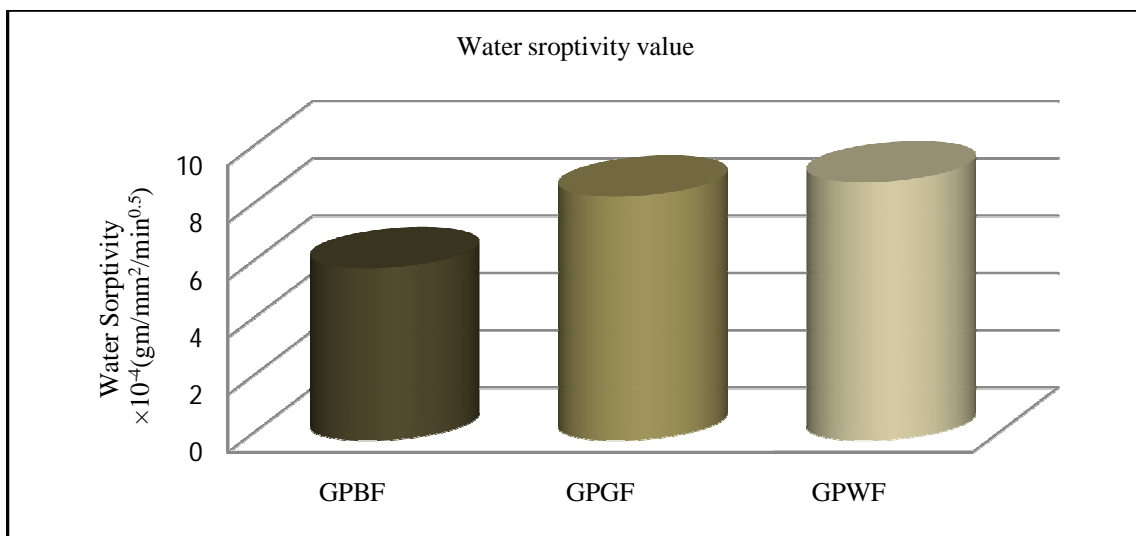 Water sroptivity value
Water Sorptivity
×10⁻⁴(gm/mm²/min⁰·⁵)
10
8
6
4
2
0
GPBF
GPGF
GPWF